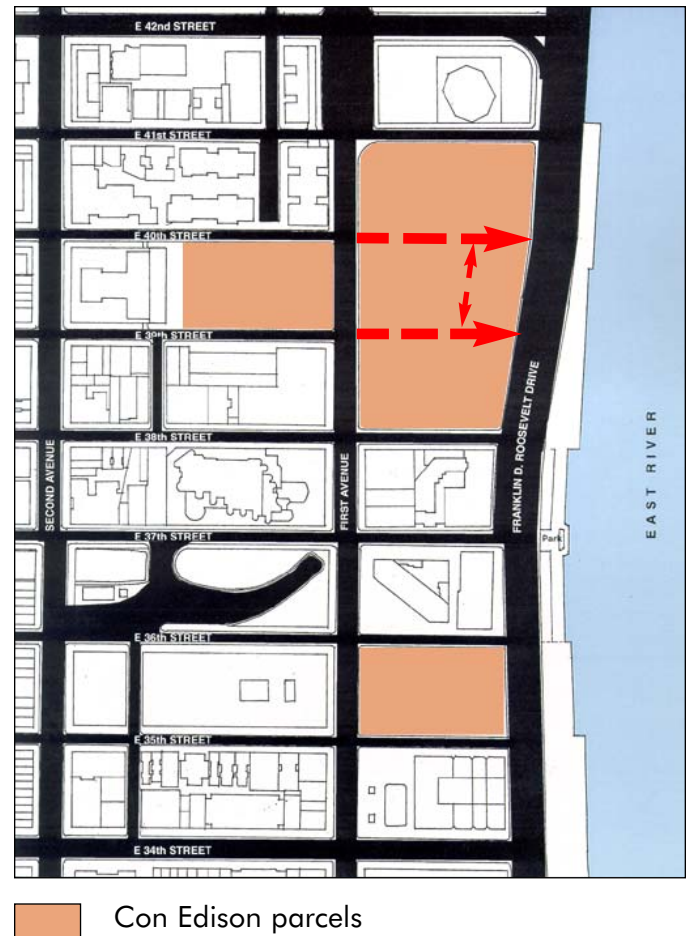 E 42nd STREET
E 41st STREET
E 40th STREET
E 39th STREET
E 38th STREET
E 37th STREET
E 36th STREET
E 35th STREET
E 34th STREET
SECOND AVENUE
FIRST AVENUE
FRANKLIN D. ROOSEVELT DRIVE
Park
EAST RIVER
Con Edison parcels